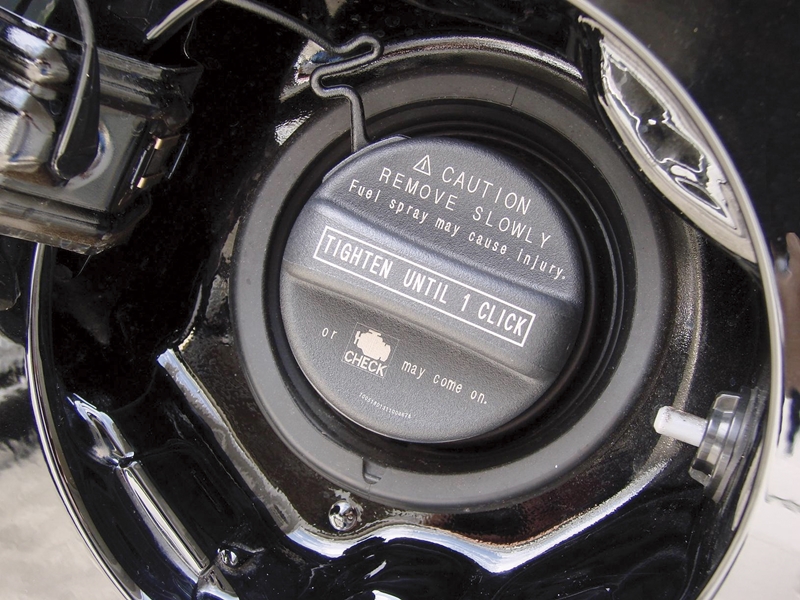 ⚠ CAUTION
REMOVE SLOWLY
Fuel spray may cause injury.
TIGHTEN UNTIL 1 CLICK
or CHECK may come on.